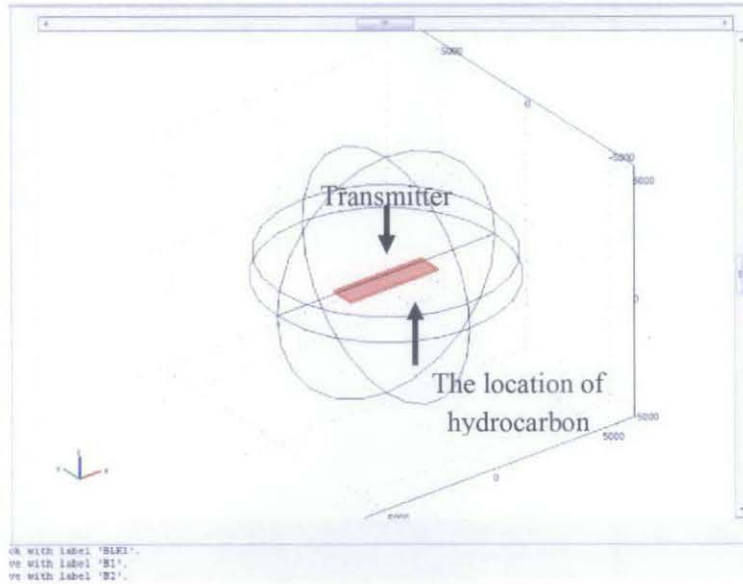 5000
0
-5000
5000
Transmitter
0
The location of
hydrocarbon
5000
-5000
0
ck with label 'BLK1'.
ve with label 'B1'.
ve with label 'B2'.